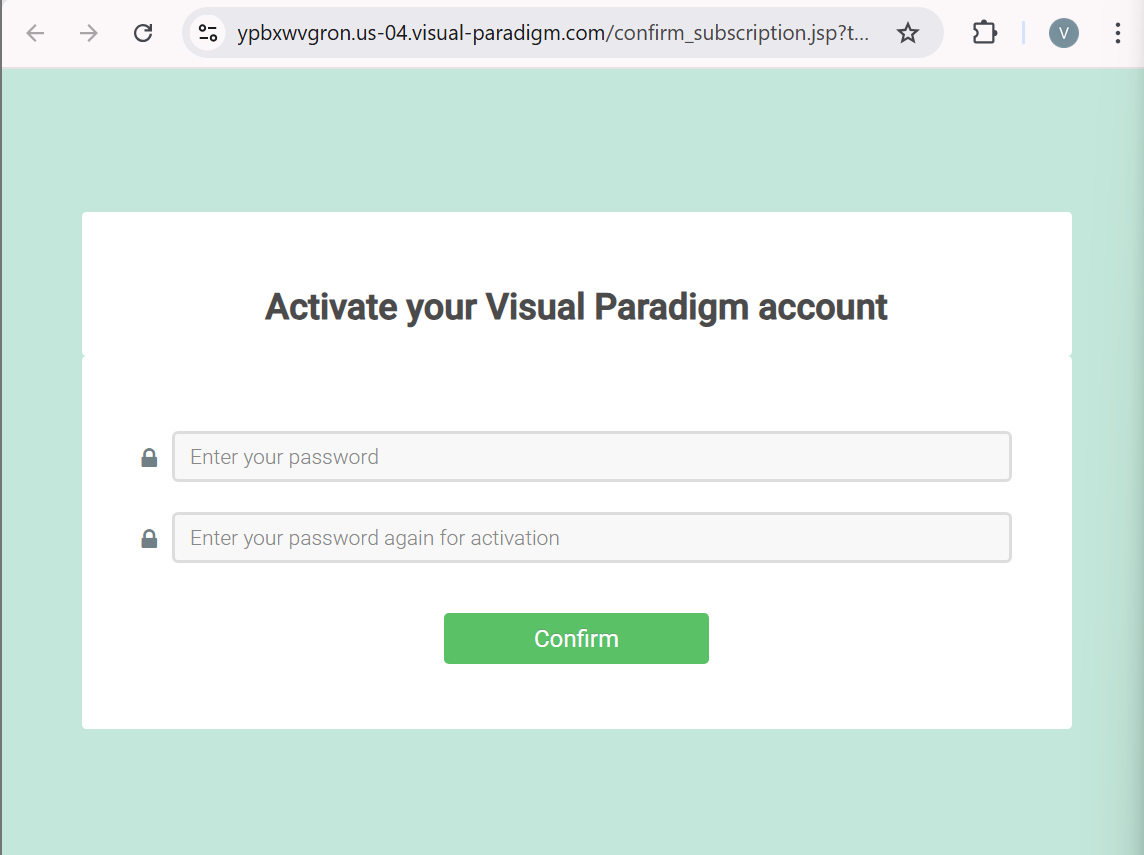 ypbxwvgron.us-04.visual-paradigm.com/confirm_subscription.jsp?t...
V
Activate your Visual Paradigm account
Enter your password
Enter your password again for activation
Confirm